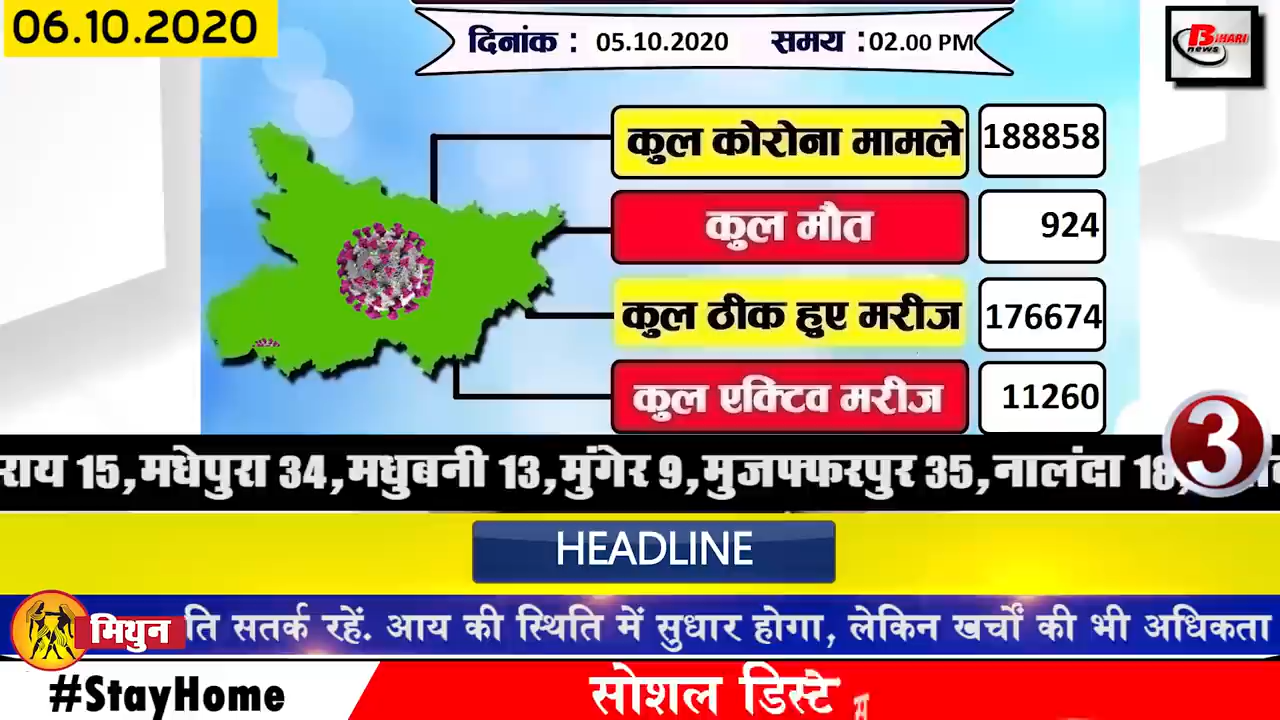 06.10.2020
दिनांक : 05.10.2020 समय :02.00 PM
BIHARI
news
कुल कोरोना मामले 188858
कुल मौत 924
कुल ठीक हुए मरीज 176674
कुल एक्टिव मरीज 11260
राय 15,मधेपुरा 34,मधुबनी 13,मुंगेर 9,मुजफ्फरपुर 35,नालंदा 18,
3
HEADLINE
मिथुन ति सतर्क रहें. आय की स्थिति में सुधार होगा, लेकिन खर्चों की भी अधिकता
#StayHome सोशल डिस्टे